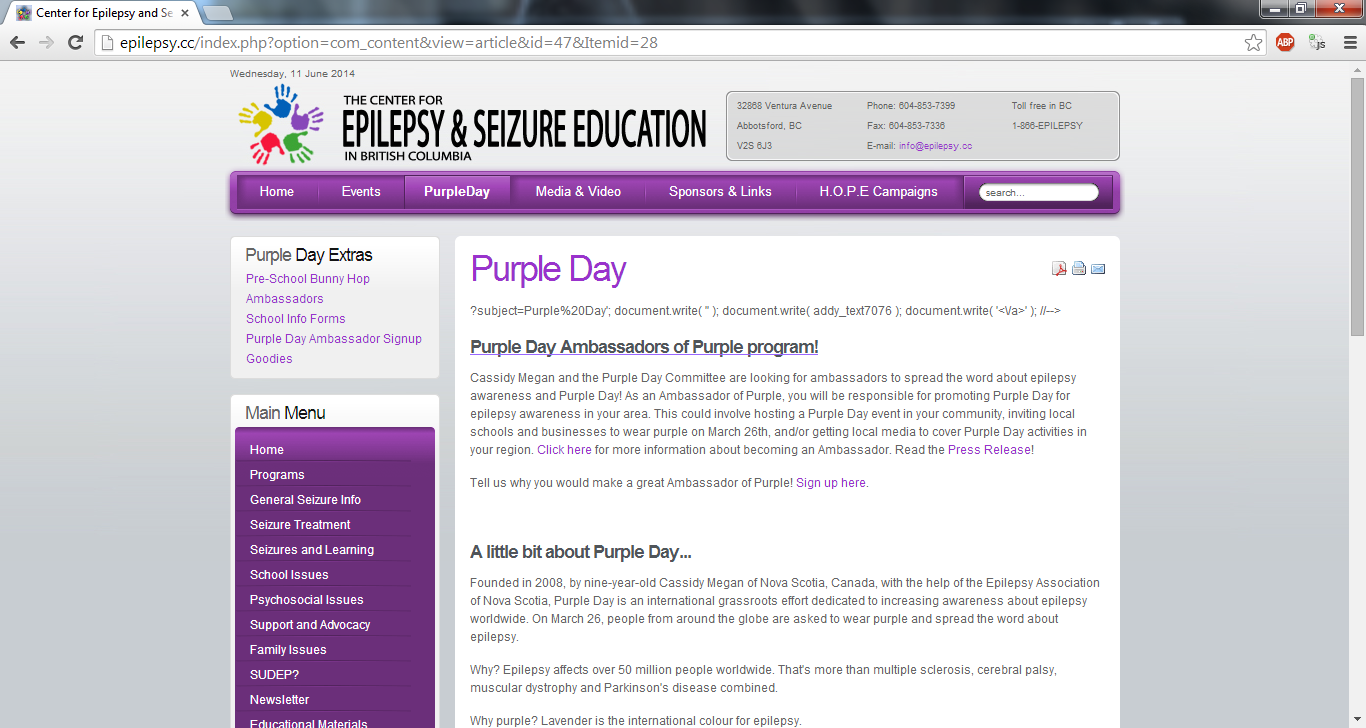 Center for Epilepsy and Se
epilepsy.cc/index.php?option=com_content&view=article&id=47&Itemid=28
ABP
js
Wednesday, 11 June 2014
THE CENTER FOR
EPILEPSY & SEIZURE EDUCATION
IN BRITISH COLUMBIA
32868 Ventura Avenue Phone: 604-853-7399 Toll free in BC
Abbotsford, BC Fax: 604-853-7336 1-866-EPILEPSY
V2S 6J3 E-mail: info@epilepsy.cc
Home Events PurpleDay Media & Video Sponsors & Links H.O.P.E Campaigns search...
Purple Day Extras
Pre-School Bunny Hop
Ambassadors
School Info Forms
Purple Day Ambassador Signup
Goodies
Main Menu
Home
Programs
General Seizure Info
Seizure Treatment
Seizures and Learning
School Issues
Psychosocial Issues
Support and Advocacy
Family Issues
SUDEP?
Newsletter
Educational Materials
Purple Day
?subject=Purple%20Day'; document.write( '' ); document.write( addy_text7076 ); document.write( '<\/a>' ); //-->
Purple Day Ambassadors of Purple program!
Cassidy Megan and the Purple Day Committee are looking for ambassadors to spread the word about epilepsy
awareness and Purple Day! As an Ambassador of Purple, you will be responsible for promoting Purple Day for
epilepsy awareness in your area. This could involve hosting a Purple Day event in your community, inviting local
schools and businesses to wear purple on March 26th, and/or getting local media to cover Purple Day activities in
your region. Click here for more information about becoming an Ambassador. Read the Press Release!
Tell us why you would make a great Ambassador of Purple! Sign up here.
A little bit about Purple Day...
Founded in 2008, by nine-year-old Cassidy Megan of Nova Scotia, Canada, with the help of the Epilepsy Association
of Nova Scotia, Purple Day is an international grassroots effort dedicated to increasing awareness about epilepsy
worldwide. On March 26, people from around the globe are asked to wear purple and spread the word about
epilepsy.
Why? Epilepsy affects over 50 million people worldwide. That's more than multiple sclerosis, cerebral palsy,
muscular dystrophy and Parkinson's disease combined.
Why purple? Lavender is the international colour for epilepsy.